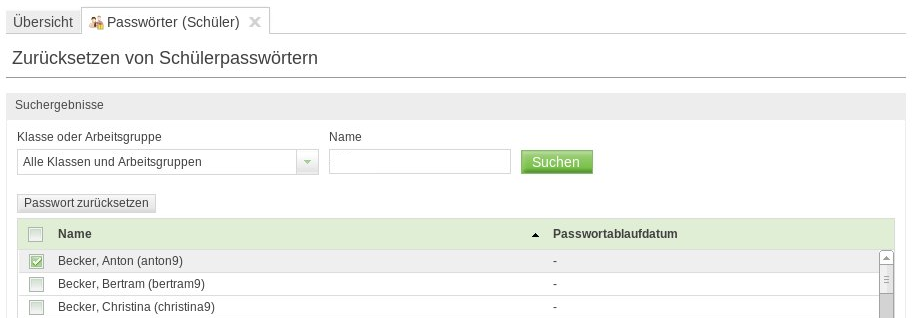 Übersicht Passwörter (Schüler)
Zurücksetzen von Schülerpasswörtern
Suchergebnisse
Klasse oder Arbeitsgruppe Name
Alle Klassen und Arbeitsgruppen Suchen
Passwort zurücksetzen
Name Passwortablaufdatum
Becker, Anton (anton9) -
Becker, Bertram (bertram9) -
Becker, Christina (christina9) -